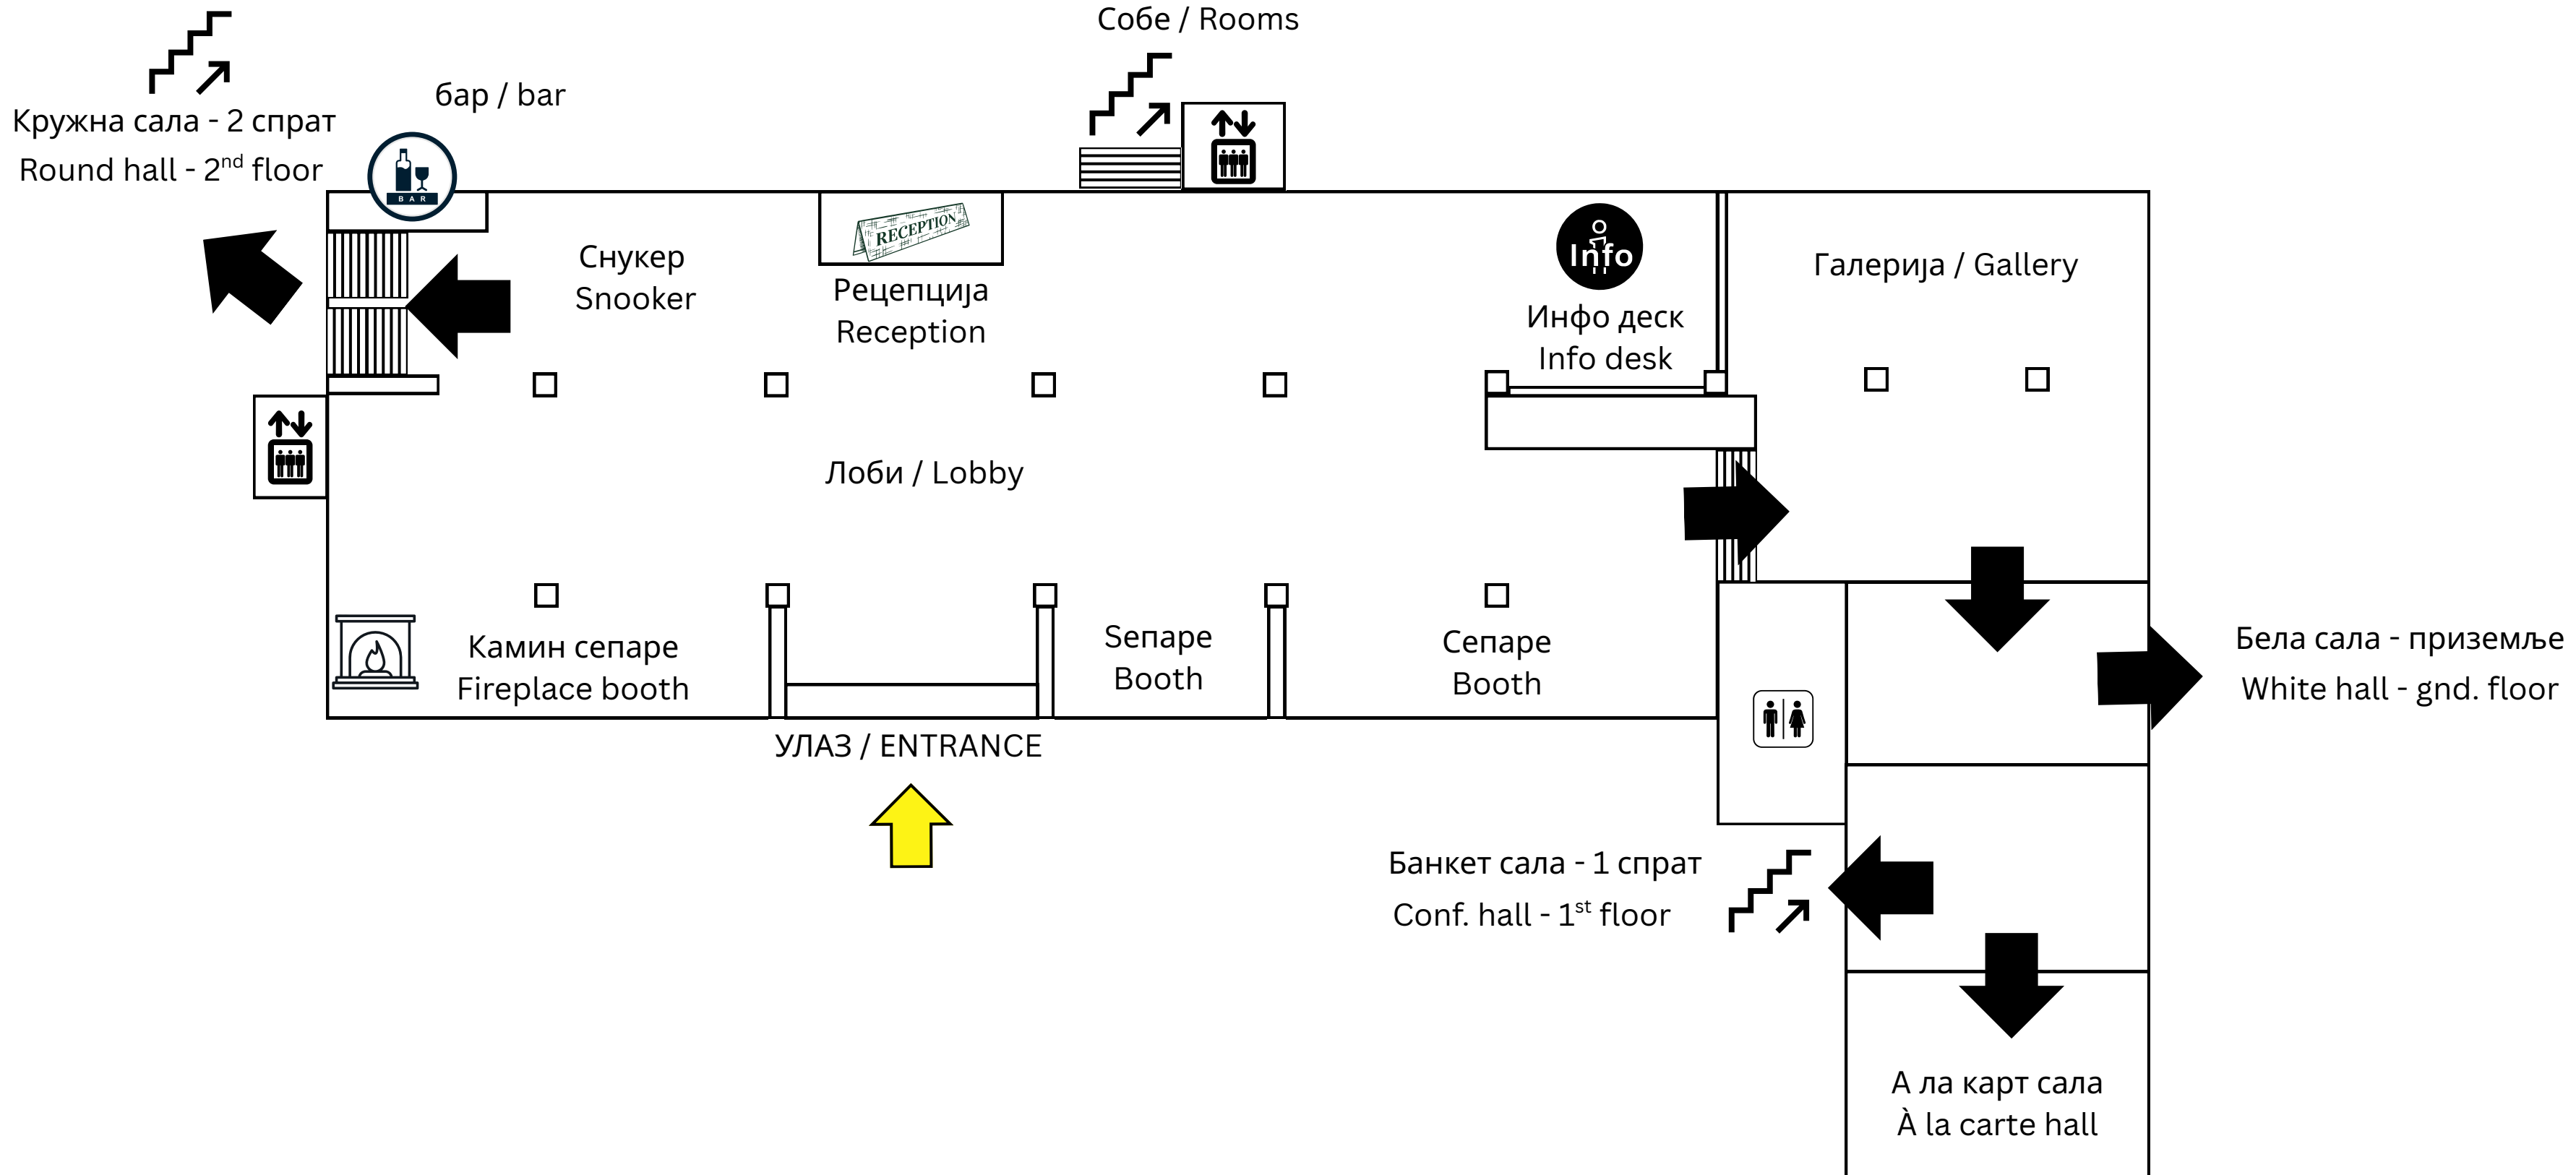 Собе / Rooms
бар / bar
Кружна сала - 2 спрат
Round hall - 2nd floor
BAR
RECEPTION
Снукер
Snooker
Рецепција
Reception
Info
Инфо деск
Info desk
Галерија / Gallery
Лоби / Lobby
Камин сепаре
Fireplace booth
Sепаре
Booth
Сепаре
Booth
Бела сала - приземље
White hall - gnd. floor
УЛАЗ / ENTRANCE
Банкет сала - 1 спрат
Conf. hall - 1st floor
А ла карт сала
À la carte hall